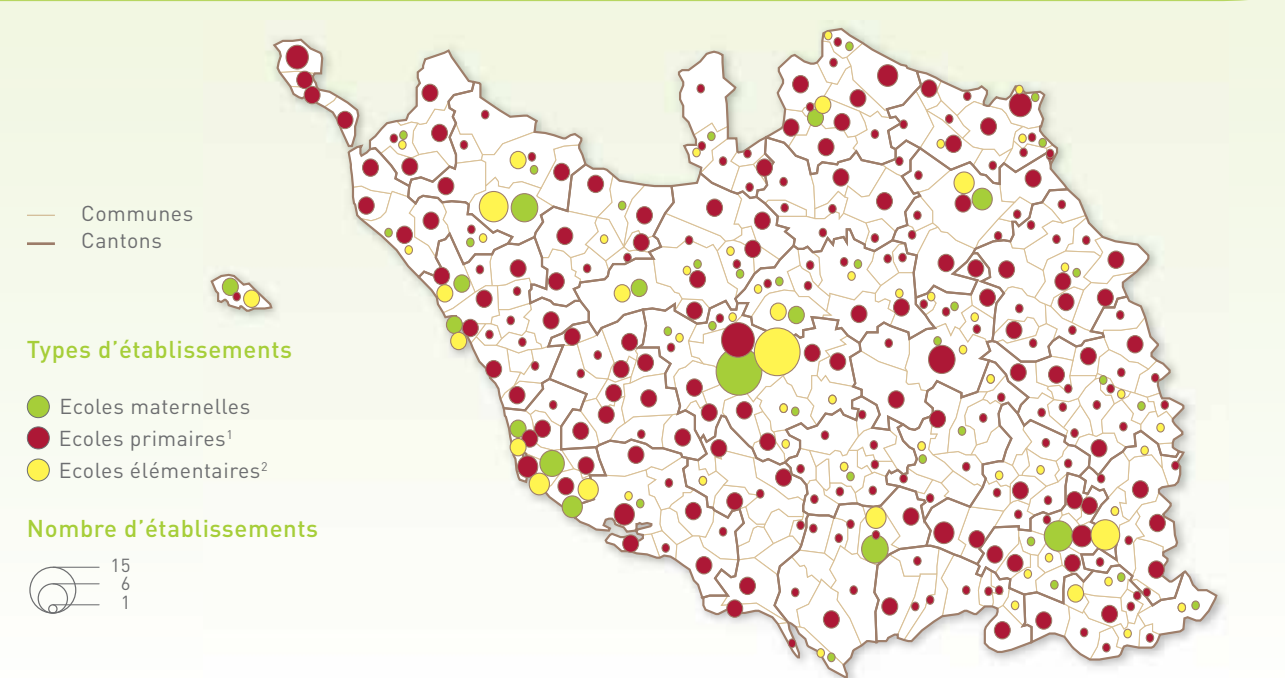 Communes
Cantons
Types d'établissements
Ecoles maternelles
Ecoles primaires¹
Ecoles élémentaires²
Nombre d'établissements
15
6
1